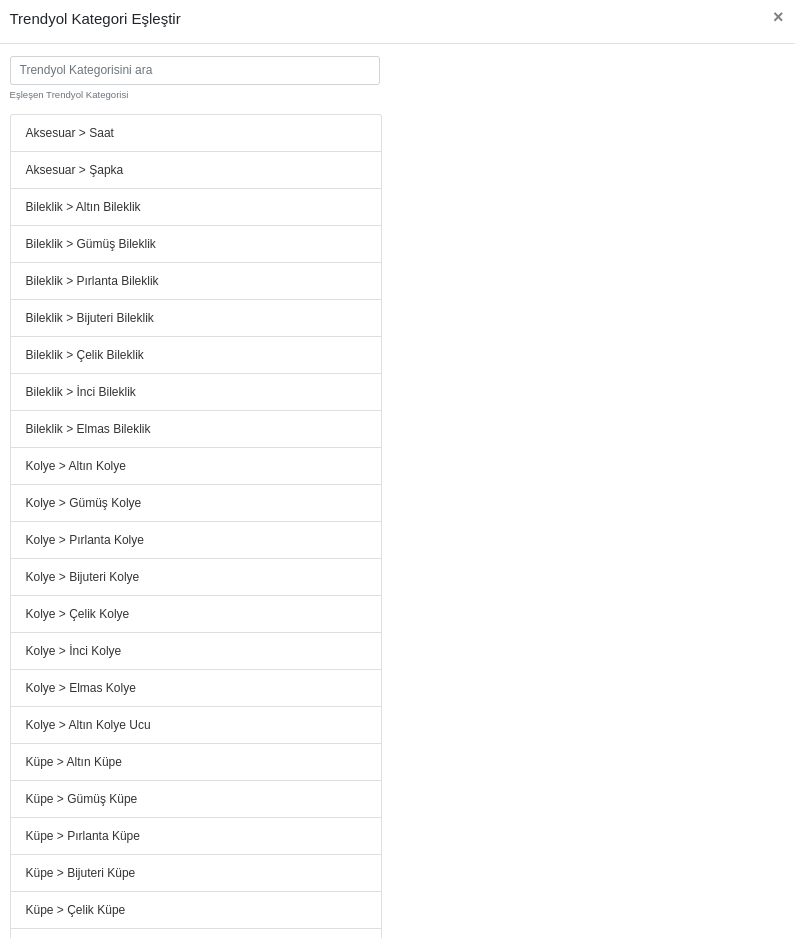 Trendyol Kategori Eşleştir
×
Trendyol Kategorisini ara
Eşleşen Trendyol Kategorisi
Aksesuar > Saat
Aksesuar > Şapka
Bileklik > Altın Bileklik
Bileklik > Gümüş Bileklik
Bileklik > Pırlanta Bileklik
Bileklik > Bijuteri Bileklik
Bileklik > Çelik Bileklik
Bileklik > İnci Bileklik
Bileklik > Elmas Bileklik
Kolye > Altın Kolye
Kolye > Gümüş Kolye
Kolye > Pırlanta Kolye
Kolye > Bijuteri Kolye
Kolye > Çelik Kolye
Kolye > İnci Kolye
Kolye > Elmas Kolye
Kolye > Altın Kolye Ucu
Küpe > Altın Küpe
Küpe > Gümüş Küpe
Küpe > Pırlanta Küpe
Küpe > Bijuteri Küpe
Küpe > Çelik Küpe